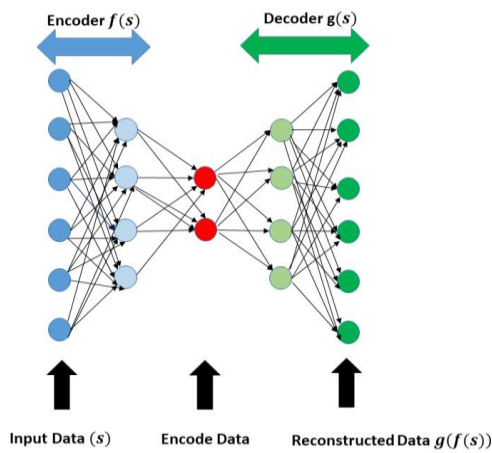 Encoder f(s)
Decoder g(s)
Input Data (s)
Encode Data
Reconstructed Data g(f(s))